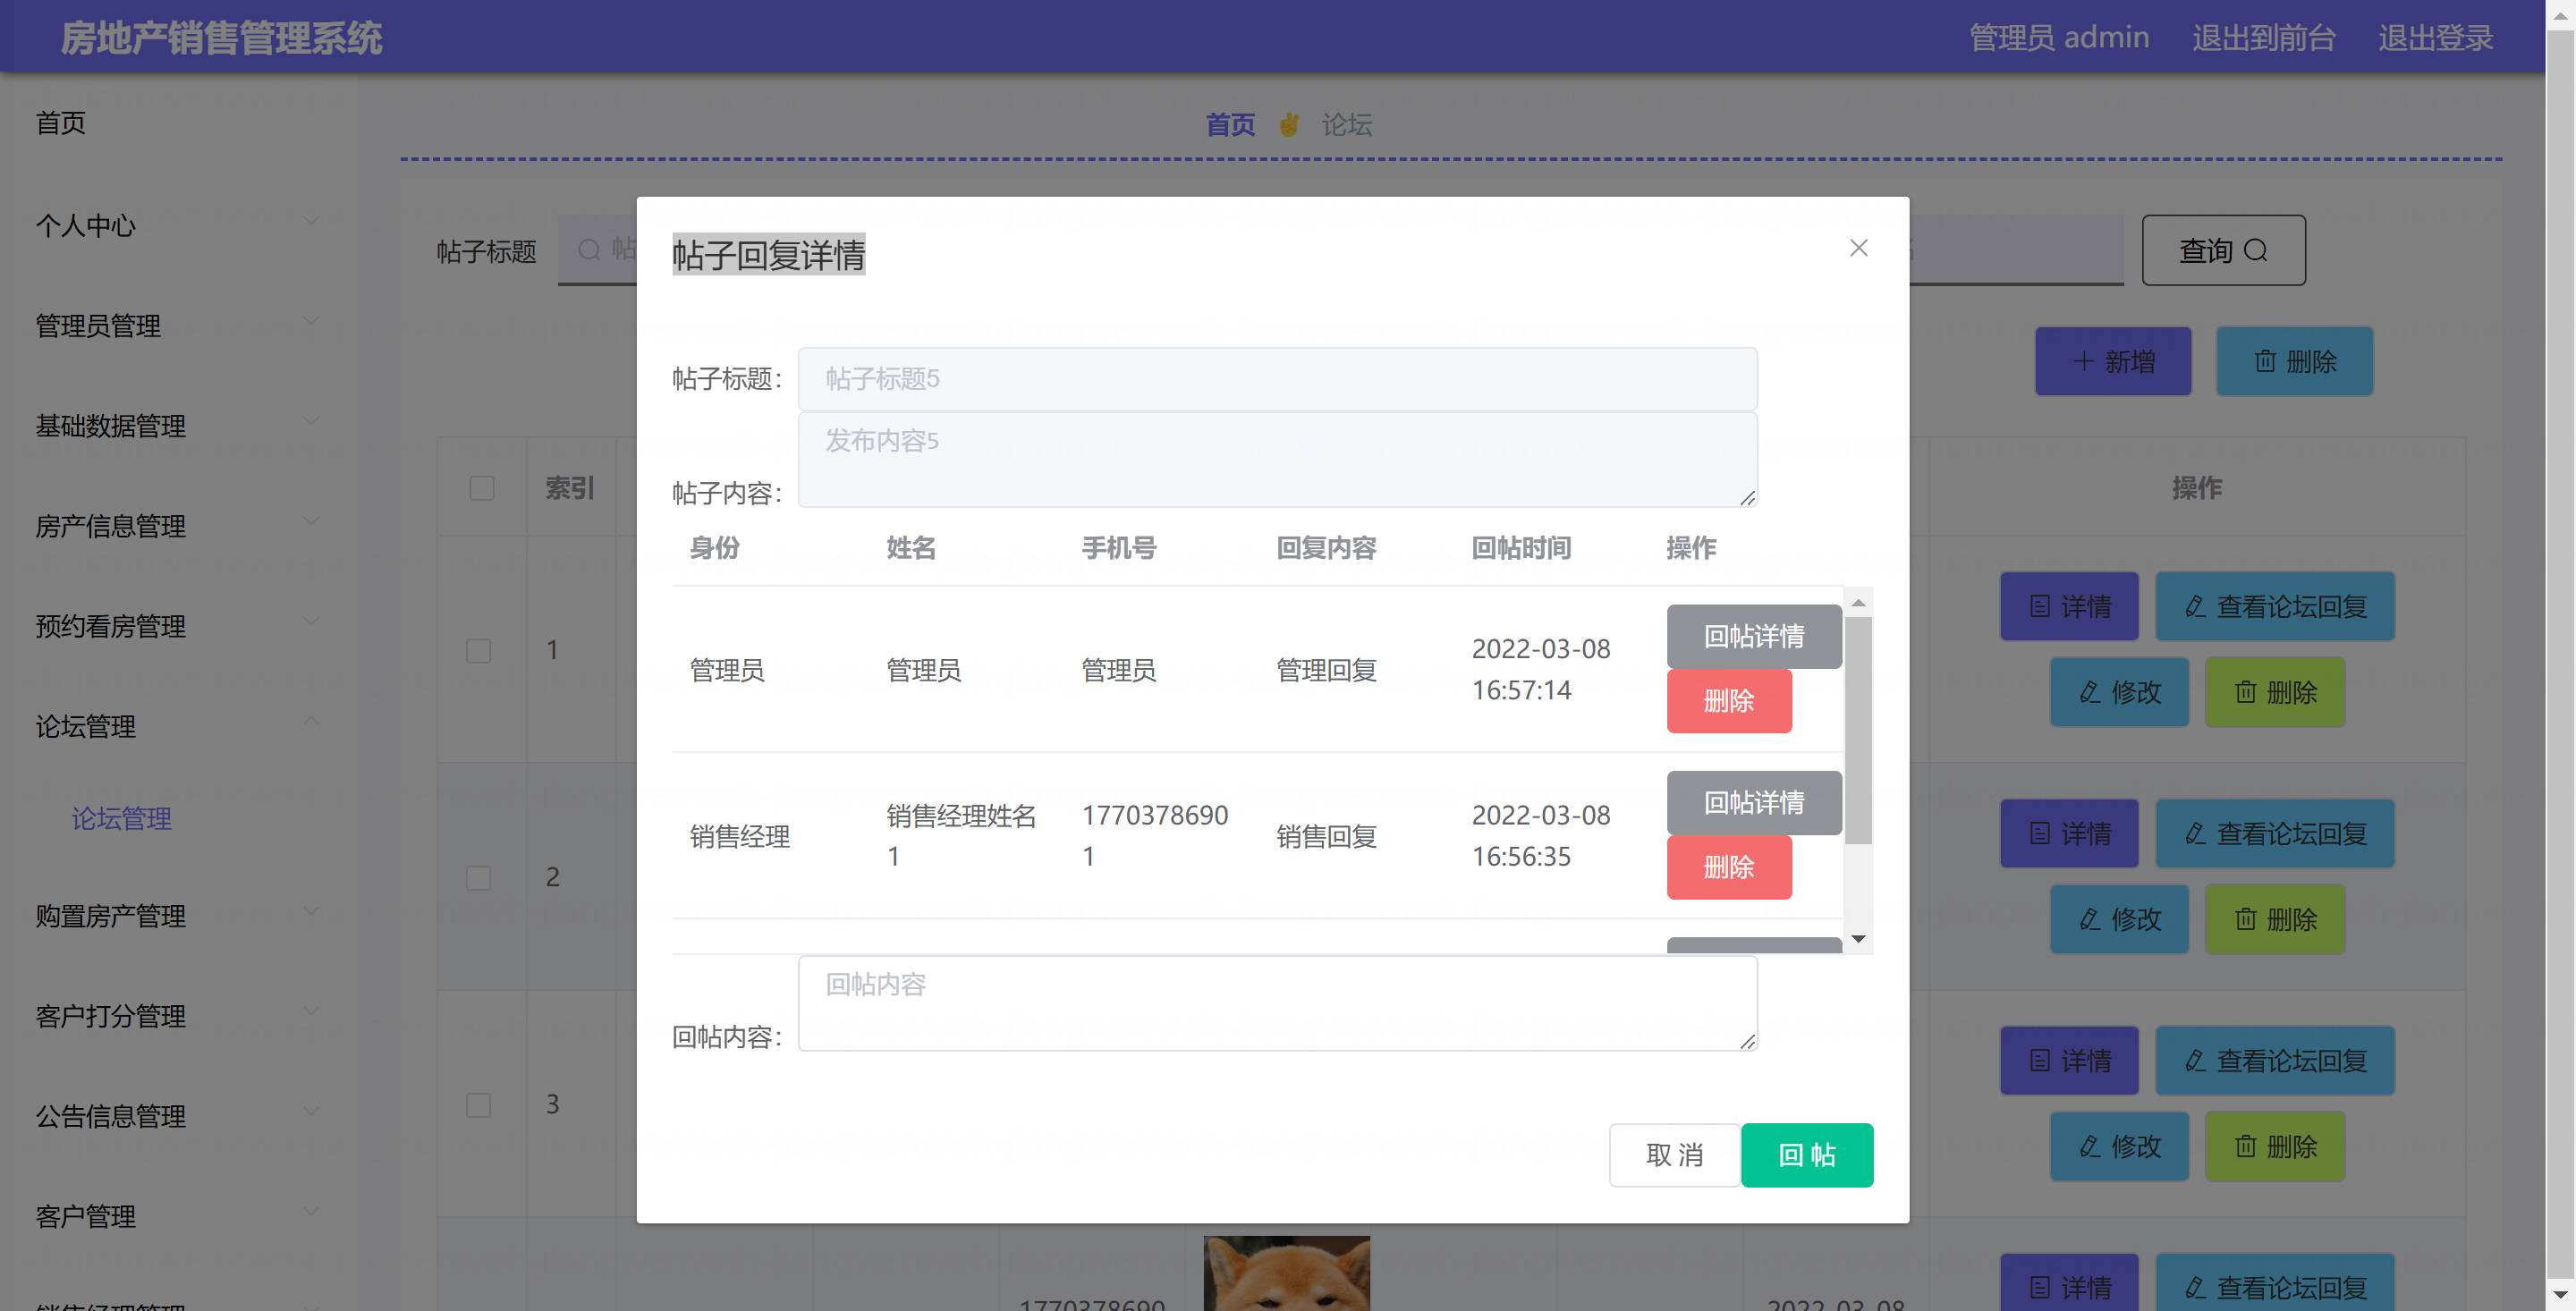 房地产销售管理系统
管理员 admin
退出到前台
退出登录
首页
个人中心
管理员管理
基础数据管理
房产信息管理
预约看房管理
论坛管理
论坛管理
购置房产管理
客户打分管理
公告信息管理
客户管理
首页 ✌ 论坛
帖子标题
帖
查询
新增
删除
索引
操作
1
详情
查看论坛回复
修改
删除
2
详情
查看论坛回复
修改
删除
3
详情
查看论坛回复
修改
删除
1770378690
2022-03-08
详情
查看论坛回复
帖子回复详情
帖子标题：
帖子标题5
帖子内容：
发布内容5
身份 姓名 手机号 回复内容 回帖时间 操作
管理员 管理员 管理员 管理回复 2022-03-08
16:57:14
回帖详情
删除
销售经理 销售经理姓名
1
1770378690
1
销售回复
2022-03-08
16:56:35
回帖详情
删除
回帖内容：
回帖内容
取 消
回 帖